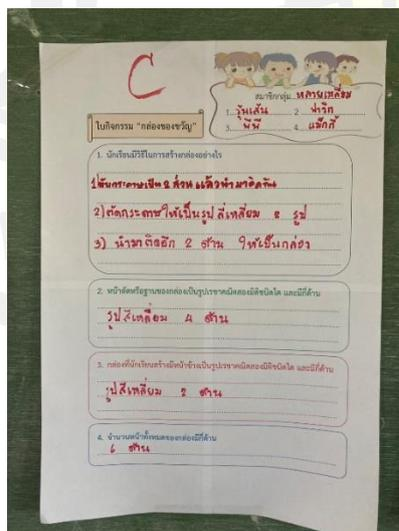 C
สมาชิกกลุ่ม หลายเหลี่ยม
1. วุ้นเส้น 2 น่ารัก
3. พีพี 4 แม็กกี้
ใบกิจกรรม "กล่องของขวัญ"
1. นักเรียนมีวิธีในการสร้างกล่องอย่างไร
กระดาษเป็น 2 ส่วน แล้วนำมาติดกัน
2) ตัดกระดาษให้เป็นรูป สี่เหลี่ยม 2 รูป
3) นำมาติดอีก 2 ด้าน ให้เป็นกล่อง
2. หน้าตัดหรือฐานของกล่องเป็นรูปเรขาคณิตสองมิติชนิดใด และมีกี่ด้าน
รูปสี่เหลี่ยม 4 ด้าน
3. กล่องที่นักเรียนสร้างมีหน้าข้างเป็นรูปเรขาคณิตสองมิติชนิดใด และมีกี่ด้าน
รูปสี่เหลี่ยม 2 ด้าน
4. จำนวนหน้าทั้งหมดของกล่องมีกี่ด้าน
6 ด้าน